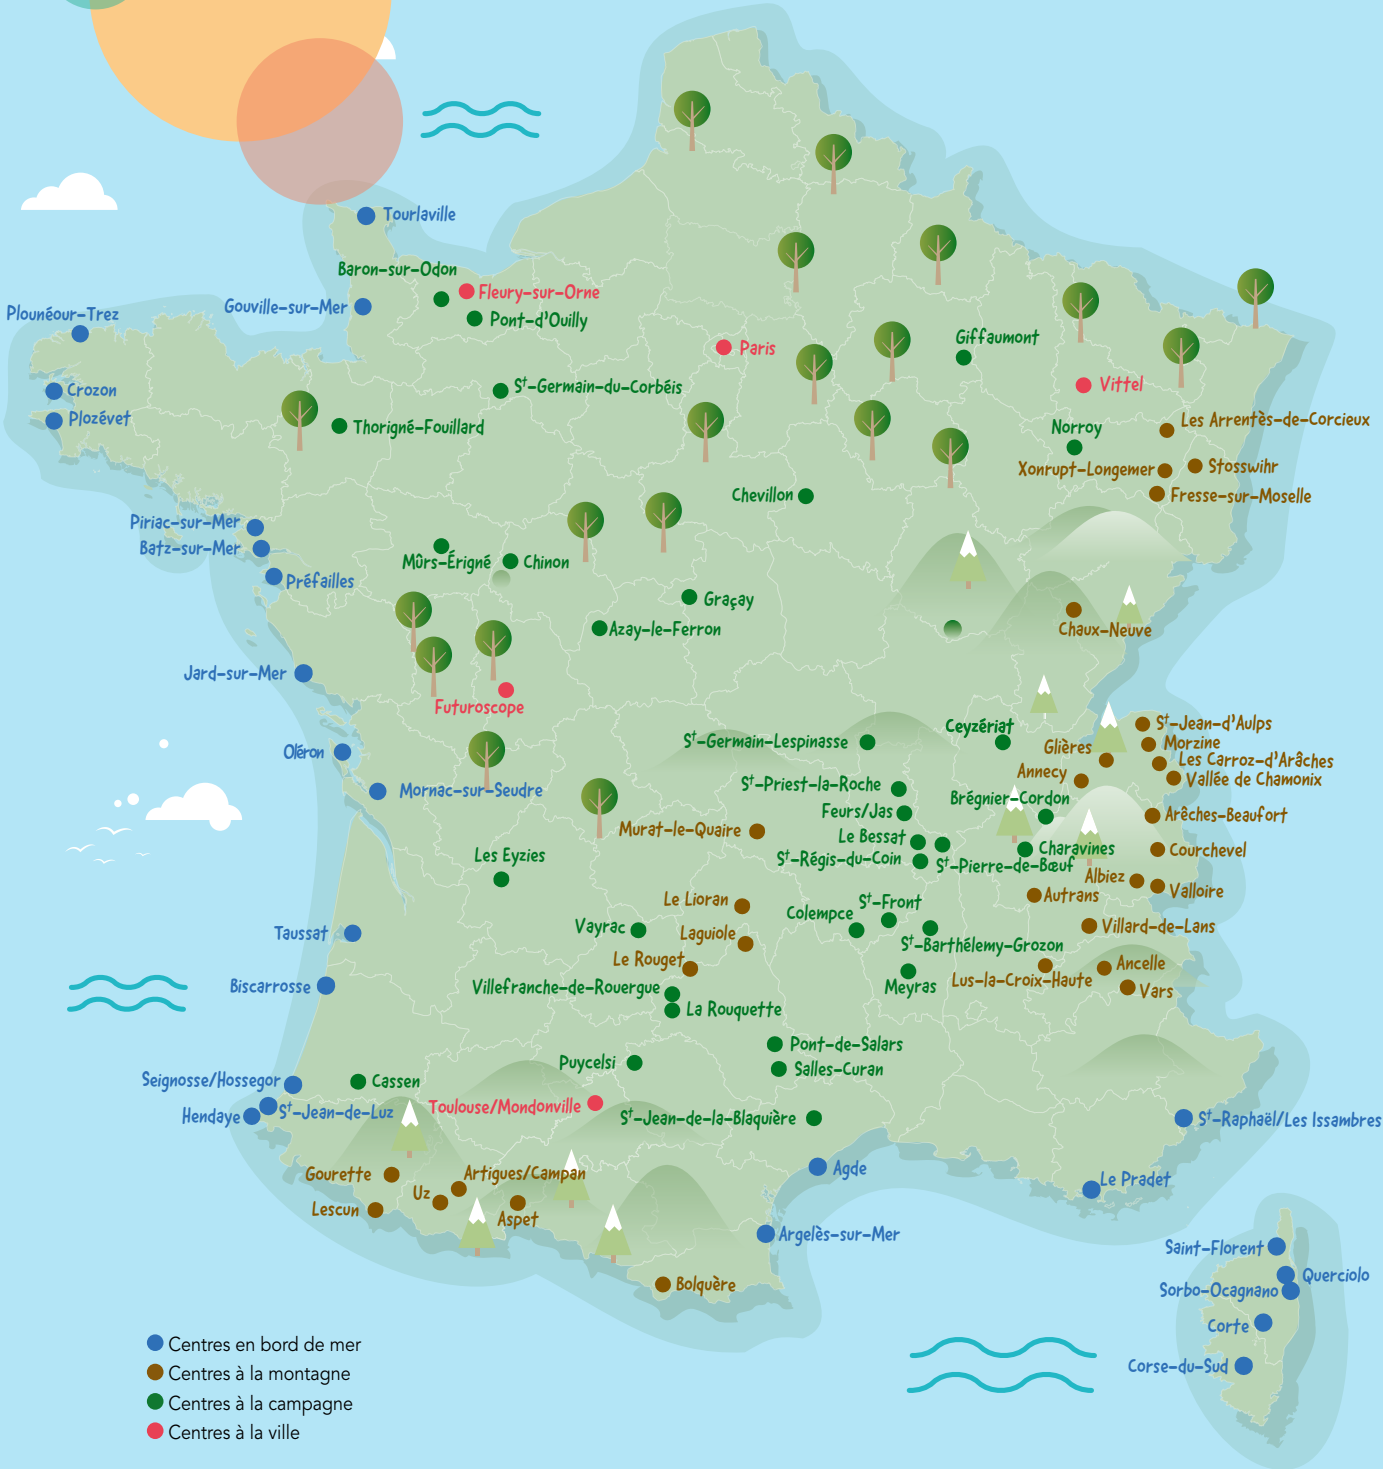 Tourlaville
Baron-sur-Odon
Fleury-sur-Orne
Gouville-sur-Mer
Plounéour-Trez
Pont-d'Ouilly
Giffaumont
Paris
Vittel
Crozon
Sᵗ-Germain-du-Corbéis
Plozévet
Les Arrentès-de-Corcieux
Thorigné-Fouillard
Norroy
Xonrupt-Longemer
Stosswihr
Chevillon
Fresse-sur-Moselle
Piriac-sur-Mer
Batz-sur-Mer
Mûrs-Érigné
Chinon
Préfailles
Graçay
Azay-le-Ferron
Chaux-Neuve
Jard-sur-Mer
Futuroscope
Ceyzériat
Sᵗ-Jean-d'Aulps
Sᵗ-Germain-Lespinasse
Morzine
Glières
Oléron
Les Carroz-d'Arâches
Annecy
Vallée de Chamonix
Sᵗ-Priest-la-Roche
Mornac-sur-Seudre
Brégnier-Cordon
Feurs/Jas
Arêches-Beaufort
Murat-le-Quaire
Le Bessat
Charavines
Courchevel
Les Eyzies
Sᵗ-Régis-du-Coin
Sᵗ-Pierre-de-Bœuf
Albiez
Valloire
Autrans
Le Lioran
Sᵗ-Front
Colempce
Vayrac
Villard-de-Lans
Taussat
Laguiole
Sᵗ-Barthélemy-Grozon
Le Rouget
Ancelle
Lus-la-Croix-Haute
Biscarrosse
Villefranche-de-Rouergue
Meyras
Vars
La Rouquette
Pont-de-Salars
Puycelsi
Salles-Curan
Seignosse/Hossegor
Cassen
Toulouse/Mondonville
Sᵗ-Jean-de-Luz
Hendaye
Sᵗ-Jean-de-la-Blaquière
Sᵗ-Raphaël/Les Issambres
Agde
Gourette
Artigues/Campan
Le Pradet
Uz
Lescun
Aspet
Argelès-sur-Mer
Saint-Florent
Querciolo
Bolquère
Sorbo-Ocagnano
Corte
Corse-du-Sud
Centres en bord de mer
Centres à la montagne
Centres à la campagne
Centres à la ville